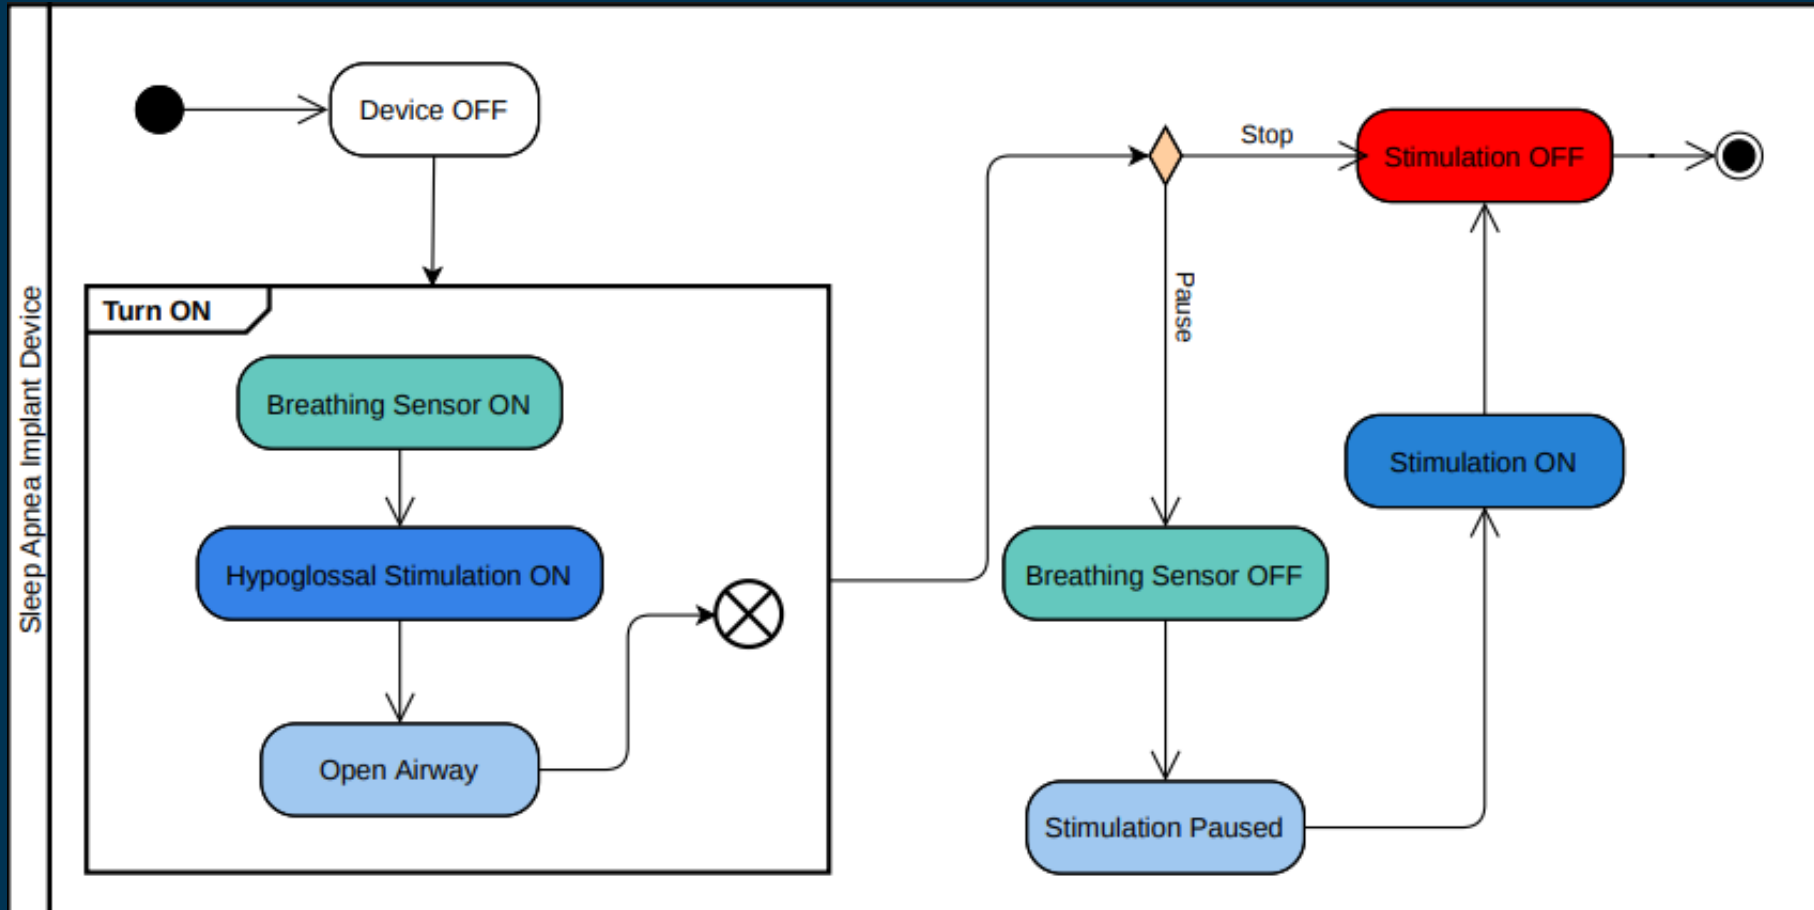 Sleep Apnea Implant Device
Device OFF
Turn ON
Breathing Sensor ON
Hypoglossal Stimulation ON
Open Airway
Stop
Pause
Stimulation OFF
Stimulation ON
Breathing Sensor OFF
Stimulation Paused